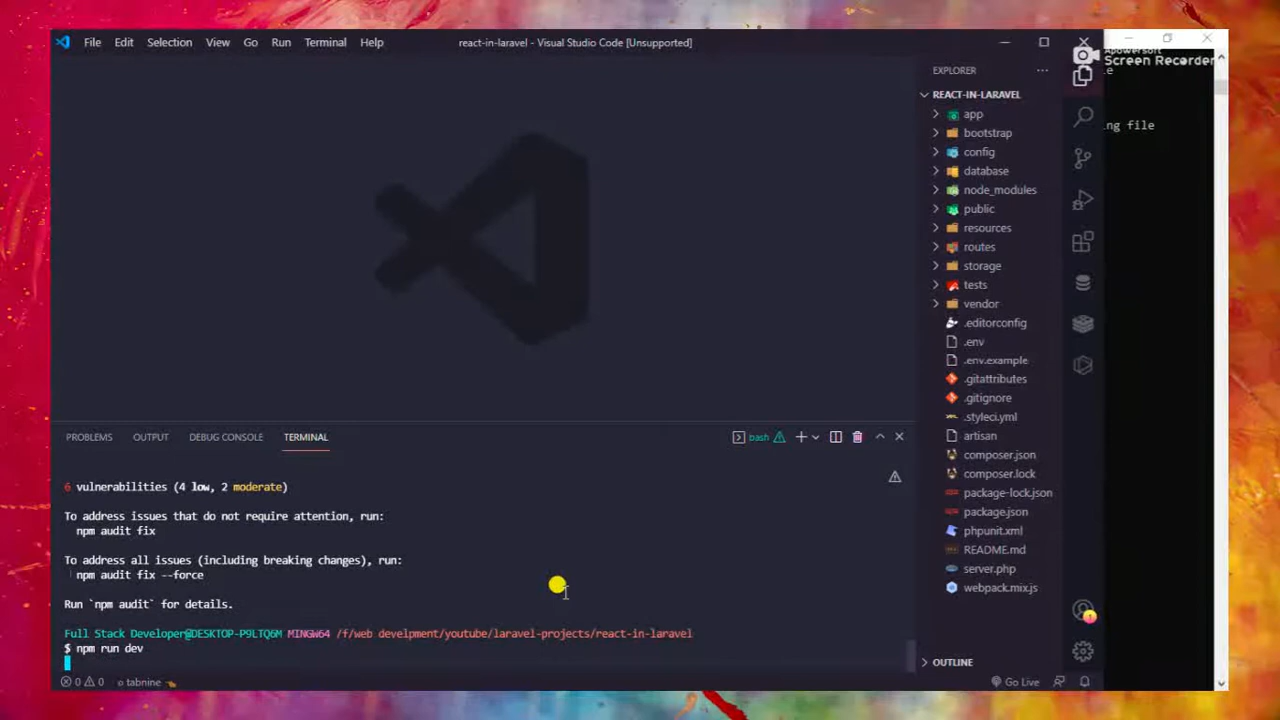 File Edit Selection View Go Run Terminal Help
react-in-laravel - Visual Studio Code [Unsupported]
Apowersoft
Screen Recorder
ng file
EXPLORER
REACT-IN-LARAVEL
app
bootstrap
config
database
node_modules
public
resources
routes
storage
tests
vendor
.editorconfig
.env
.env.example
.gitattributes
.gitignore
.styleci.yml
artisan
composer.json
composer.lock
package-lock.json
package.json
phpunit.xml
README.md
server.php
webpack.mix.js
OUTLINE
PROBLEMS OUTPUT DEBUG CONSOLE TERMINAL
bash
6 vulnerabilities (4 low, 2 moderate)
To address issues that do not require attention, run:
npm audit fix
To address all issues (including breaking changes), run:
npm audit fix --force
Run `npm audit` for details.
Full Stack Developer@DESKTOP-P9LTQ6M MINGW64 /f/web develpment/youtube/laravel-projects/react-in-laravel
$ npm run dev
0 0 tabnine
Go Live